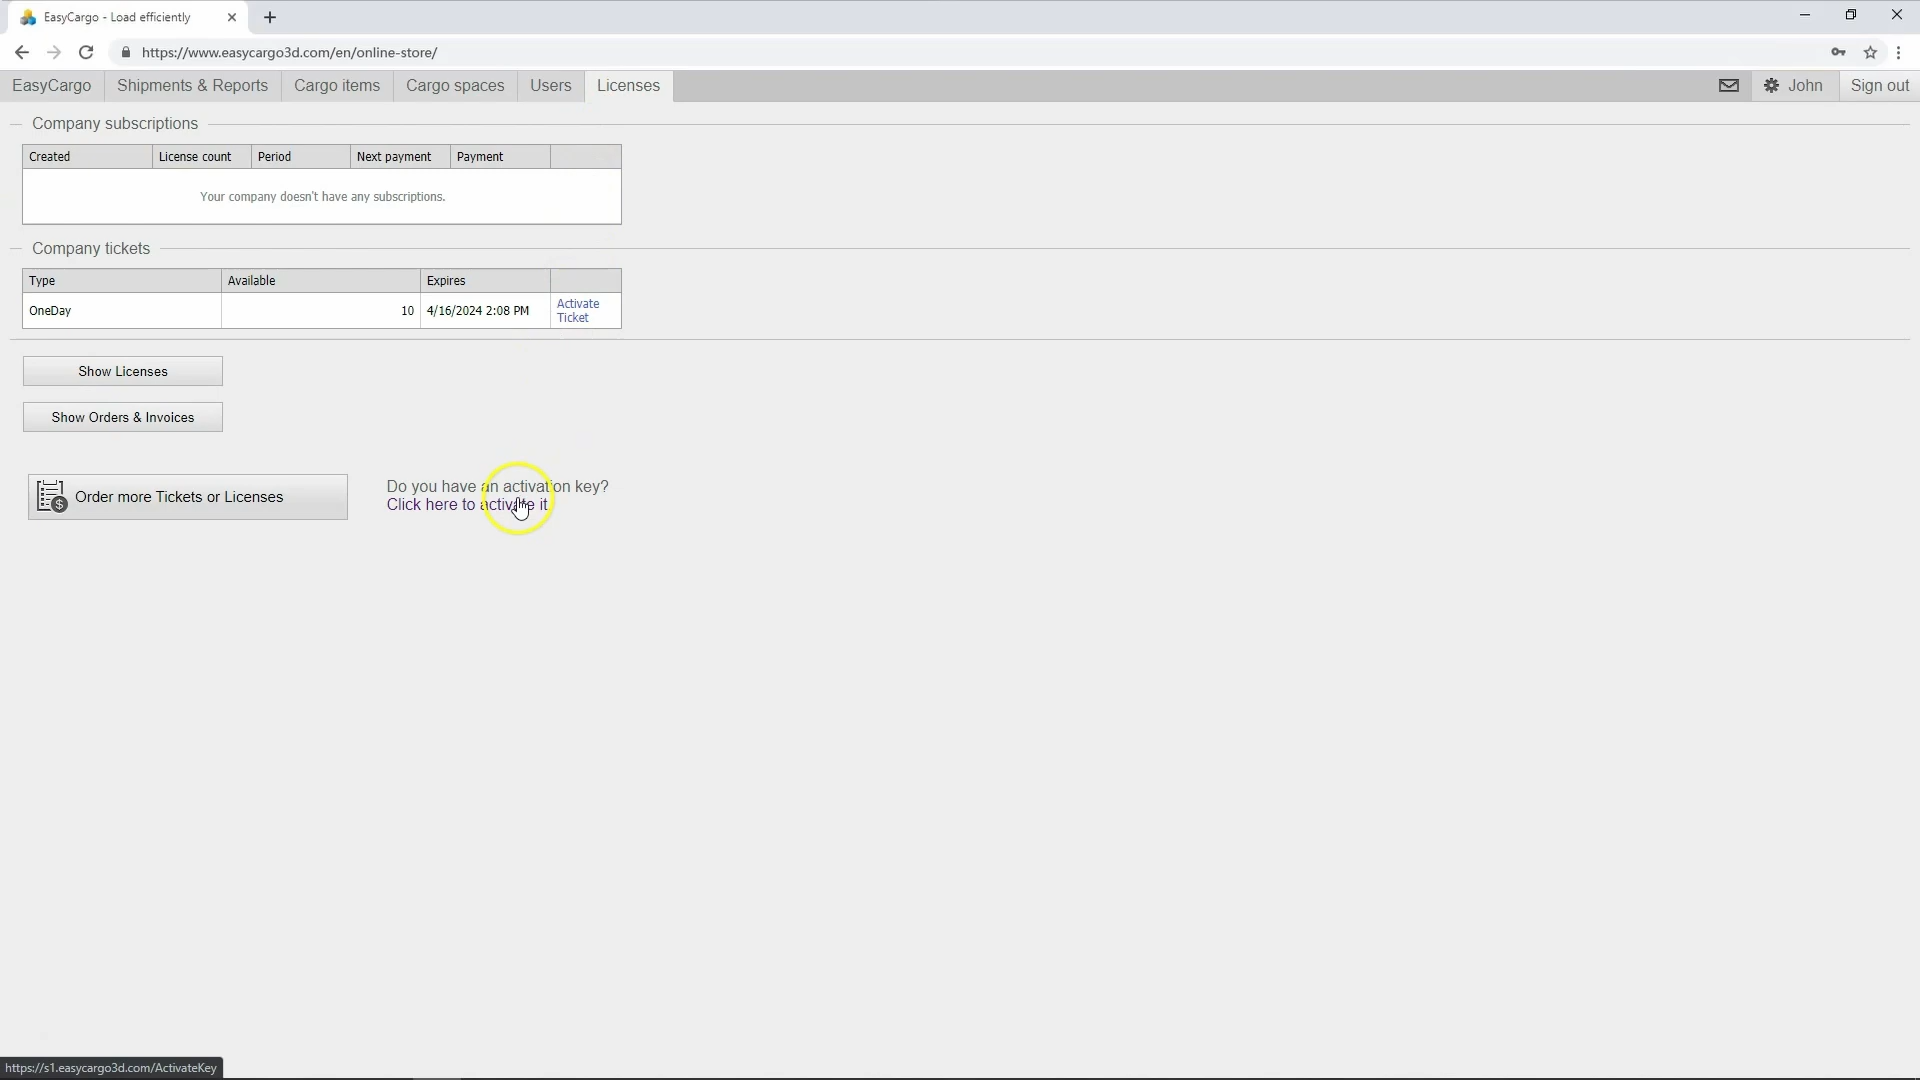 EasyCargo - Load efficiently
https://www.easycargo3d.com/en/online-store/
EasyCargo Shipments & Reports Cargo items Cargo spaces Users Licenses John Sign out
Company subscriptions
Created License count Period Next payment Payment
Your company doesn't have any subscriptions.
Company tickets
Type Available Expires
OneDay 10 4/16/2024 2:08 PM Activate
Ticket
Show Licenses
Show Orders & Invoices
Order more Tickets or Licenses
Do you have an activation key?
Click here to activate it
https://s1.easycargo3d.com/ActivateKey